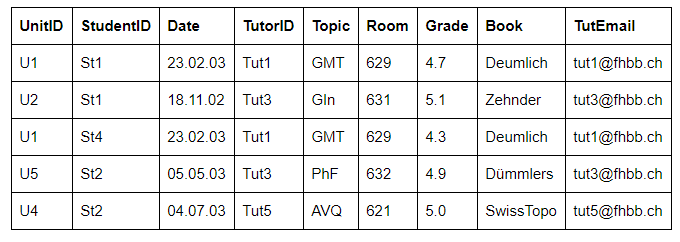 UnitID StudentID Date TutorID Topic Room Grade Book TutEmail
U1 St1 23.02.03 Tut1 GMT 629 4.7 Deumlich tut1@fhbb.ch
U2 St1 18.11.02 Tut3 GIn 631 5.1 Zehnder tut3@fhbb.ch
U1 St4 23.02.03 Tut1 GMT 629 4.3 Deumlich tut1@fhbb.ch
U5 St2 05.05.03 Tut3 PhF 632 4.9 Dümmlers tut3@fhbb.ch
U4 St2 04.07.03 Tut5 AVQ 621 5.0 SwissTopo tut5@fhbb.ch